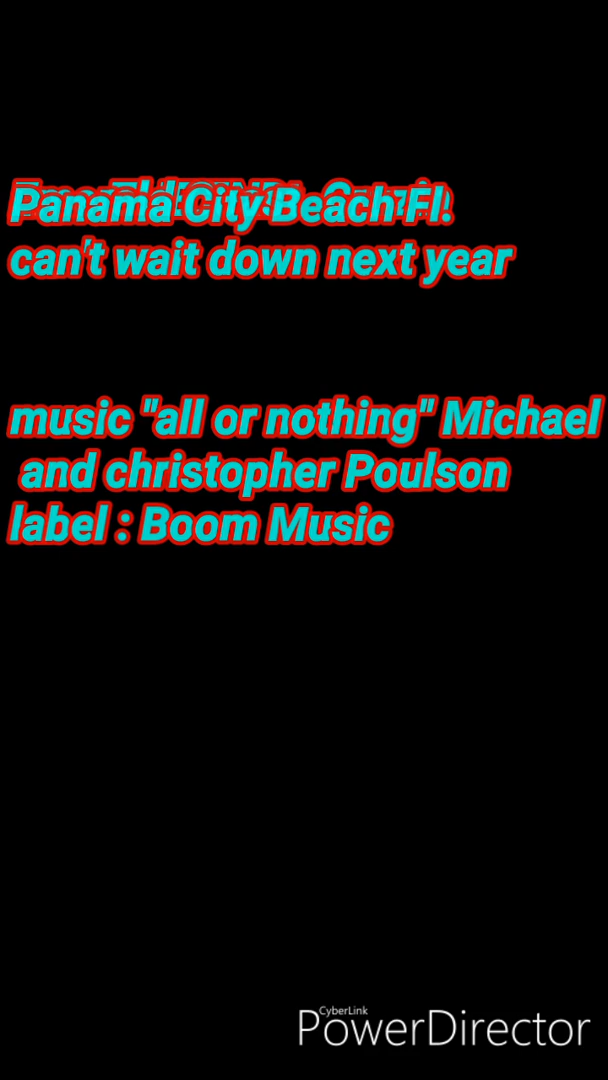 Panama City Beach Fl.
can't wait down next year
music "all or nothing" Michael
and christopher Poulson
label : Boom Music
CyberLink
PowerDirector